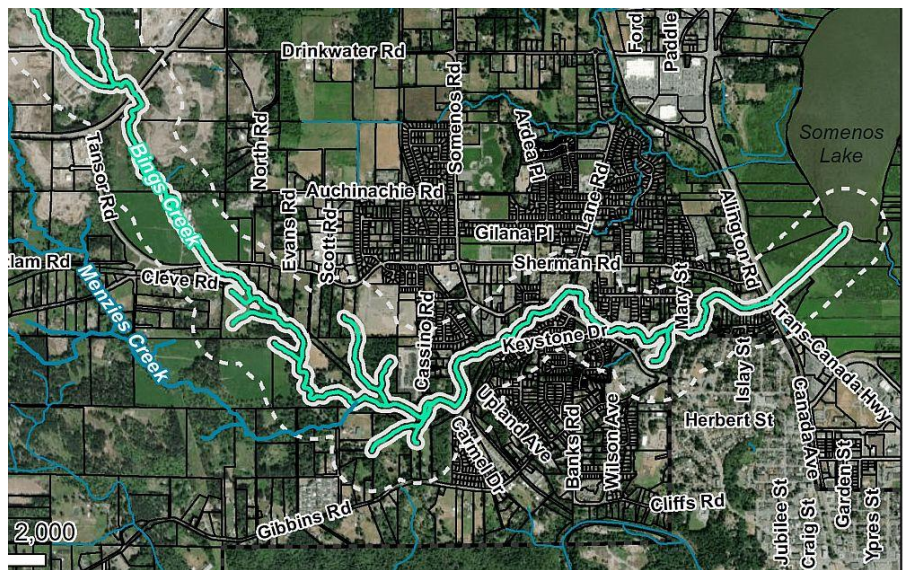 Drinkwater Rd
Ford
Paddle
Somenos Rd
North Rd
Ardea Pl
Somenos
Lake
Tansor Rd
Bings Creek
Auchinachie Rd
Lane Rd
Evans Rd
Scott Rd
Gilana Pl
Allington Rd
klam Rd
Cleve Rd
Sherman Rd
Menzies Creek
Mary St
Cassino Rd
Keystone Dr
Trans-Canada Hwy
Islay St
Upland Ave
Herbert St
Canada Ave
Carmel Dr
Banks Rd
Wilson Ave
Garden St
Gibbins Rd
Cliffs Rd
Jubilee St
Craig St
Ypres St
2,000